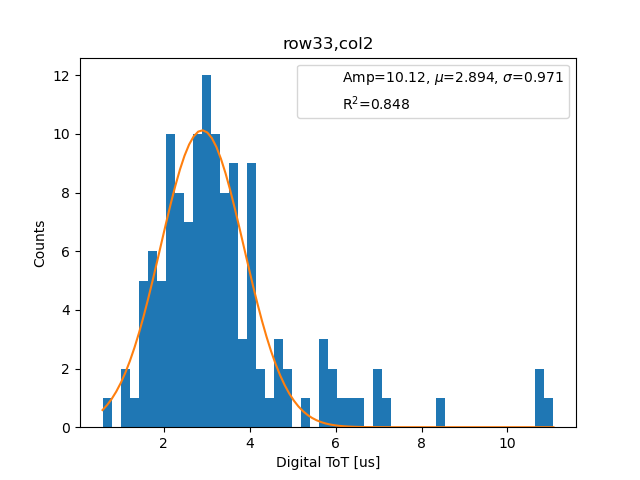 row33,col2
Amp=10.12, μ=2.894, σ=0.971
R²=0.848
Counts
12
10
8
6
4
2
0
2 4 6 8 10
Digital ToT [us]